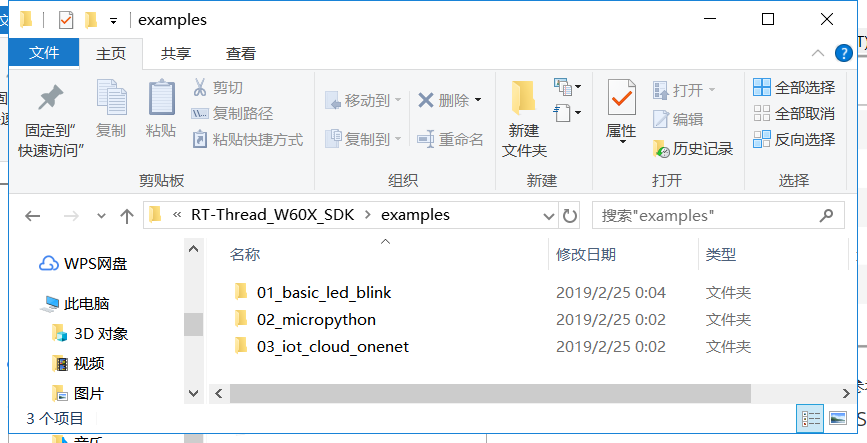 examples
文件 主页 共享 查看
固定到"快速访问"
复制
粘贴
剪切
复制路径
粘贴快捷方式
剪贴板
移动到
复制到
删除
重命名
组织
新建
文件夹
新建
属性
打开
编辑
历史记录
打开
全部选择
全部取消
反向选择
选择
« RT-Thread_W60X_SDK > examples
搜索"examples"
WPS网盘
此电脑
3D 对象
视频
图片
音乐
名称 修改日期 类型
01_basic_led_blink 2019/2/25 0:04 文件夹
02_micropython 2019/2/25 0:02 文件夹
03_iot_cloud_onenet 2019/2/25 0:02 文件夹
3 个项目